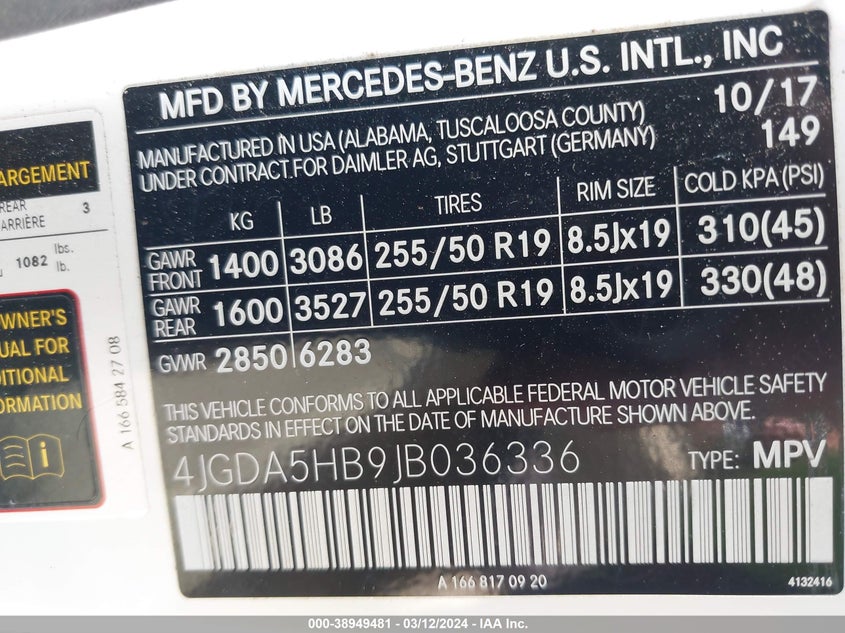 MFD BY MERCEDES-BENZ U.S. INTL., INC
10/17
MANUFACTURED IN USA (ALABAMA, TUSCALOOSA COUNTY)
149
UNDER CONTRACT FOR DAIMLER AG, STUTTGART (GERMANY)
KG LB TIRES RIM SIZE COLD KPA (PSI)
GAWR FRONT 1400 3086 255/50 R19 8.5Jx19 310(45)
GAWR REAR 1600 3527 255/50 R19 8.5Jx19 330(48)
GVWR 2850 6283
THIS VEHICLE CONFORMS TO ALL APPLICABLE FEDERAL MOTOR VEHICLE SAFETY
STANDARDS IN EFFECT ON THE DATE OF MANUFACTURE SHOWN ABOVE.
4JGDA5HB9JB036336 TYPE: MPV
A 166 817 09 20
4132416
ARGEMENT
REAR
ARRIÈRE 3
1082 lbs.
lb.
WNER'S
UAL FOR
DITIONAL
ORMATION
A 166 584 27 08
000-38949481 - 03/12/2024 - IAA Inc.